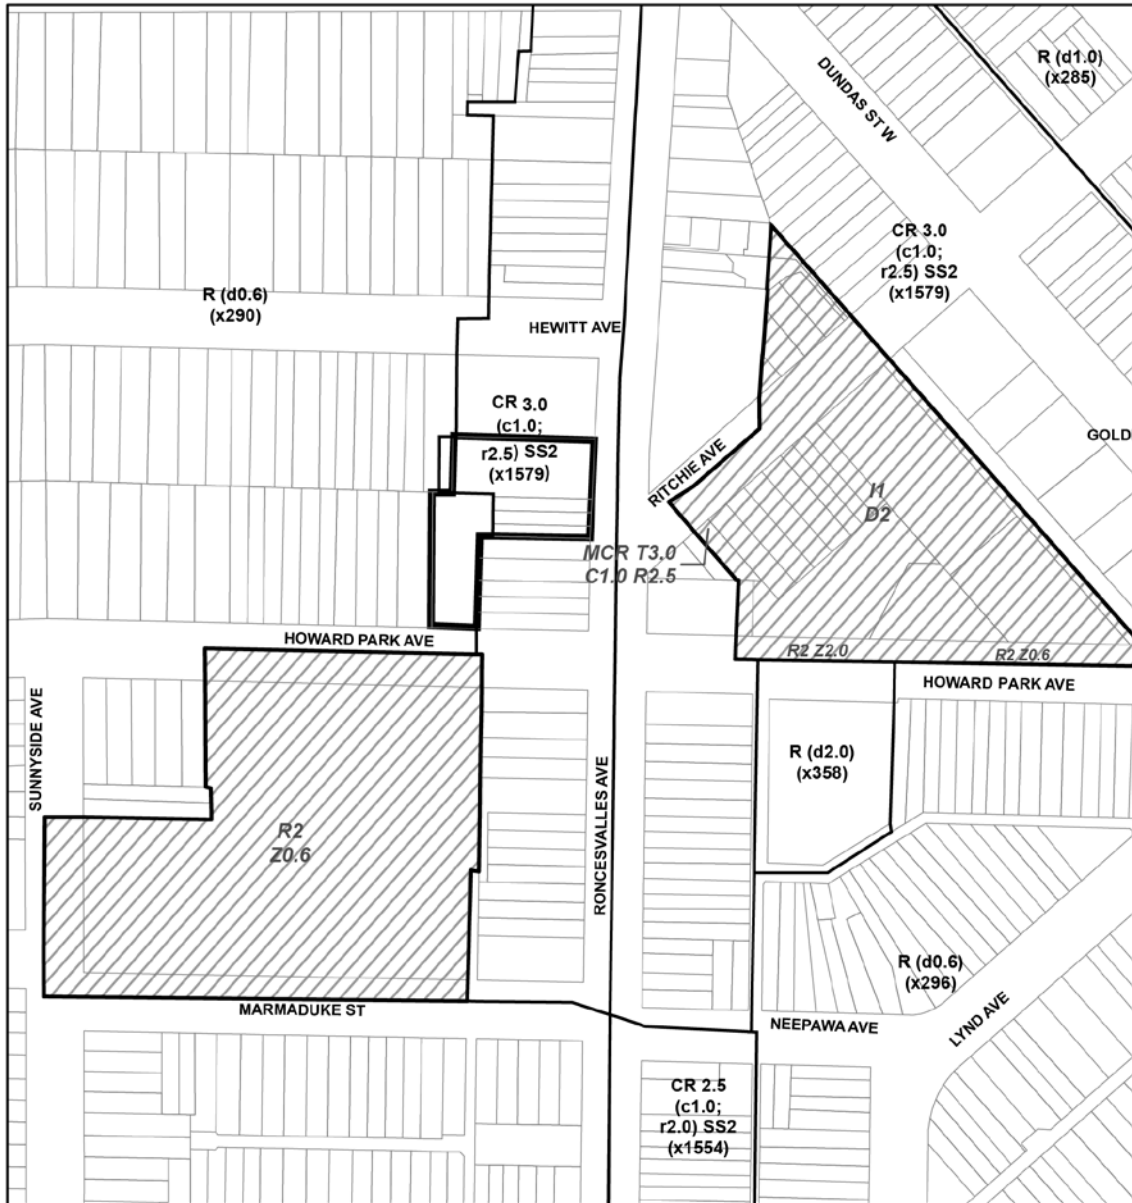 R (d1.0)
(x285)
DUNDAS ST W
CR 3.0
(c1.0;
r2.5) SS2
(x1579)
R (d0.6)
(x290)
HEWITT AVE
CR 3.0
(c1.0;
r2.5) SS2
(x1579)
GOLD
RITCHIE AVE
I1
D2
MCR T3.0
C1.0 R2.5
HOWARD PARK AVE
R2 Z2.0
R2 Z0.6
HOWARD PARK AVE
SUNNYSIDE AVE
R (d2.0)
(x358)
RONCESVALLES AVE
R2
Z0.6
R (d0.6)
(x296)
MARMADUKE ST
NEEPAWA AVE
LYND AVE
CR 2.5
(c1.0;
r2.0) SS2
(x1554)